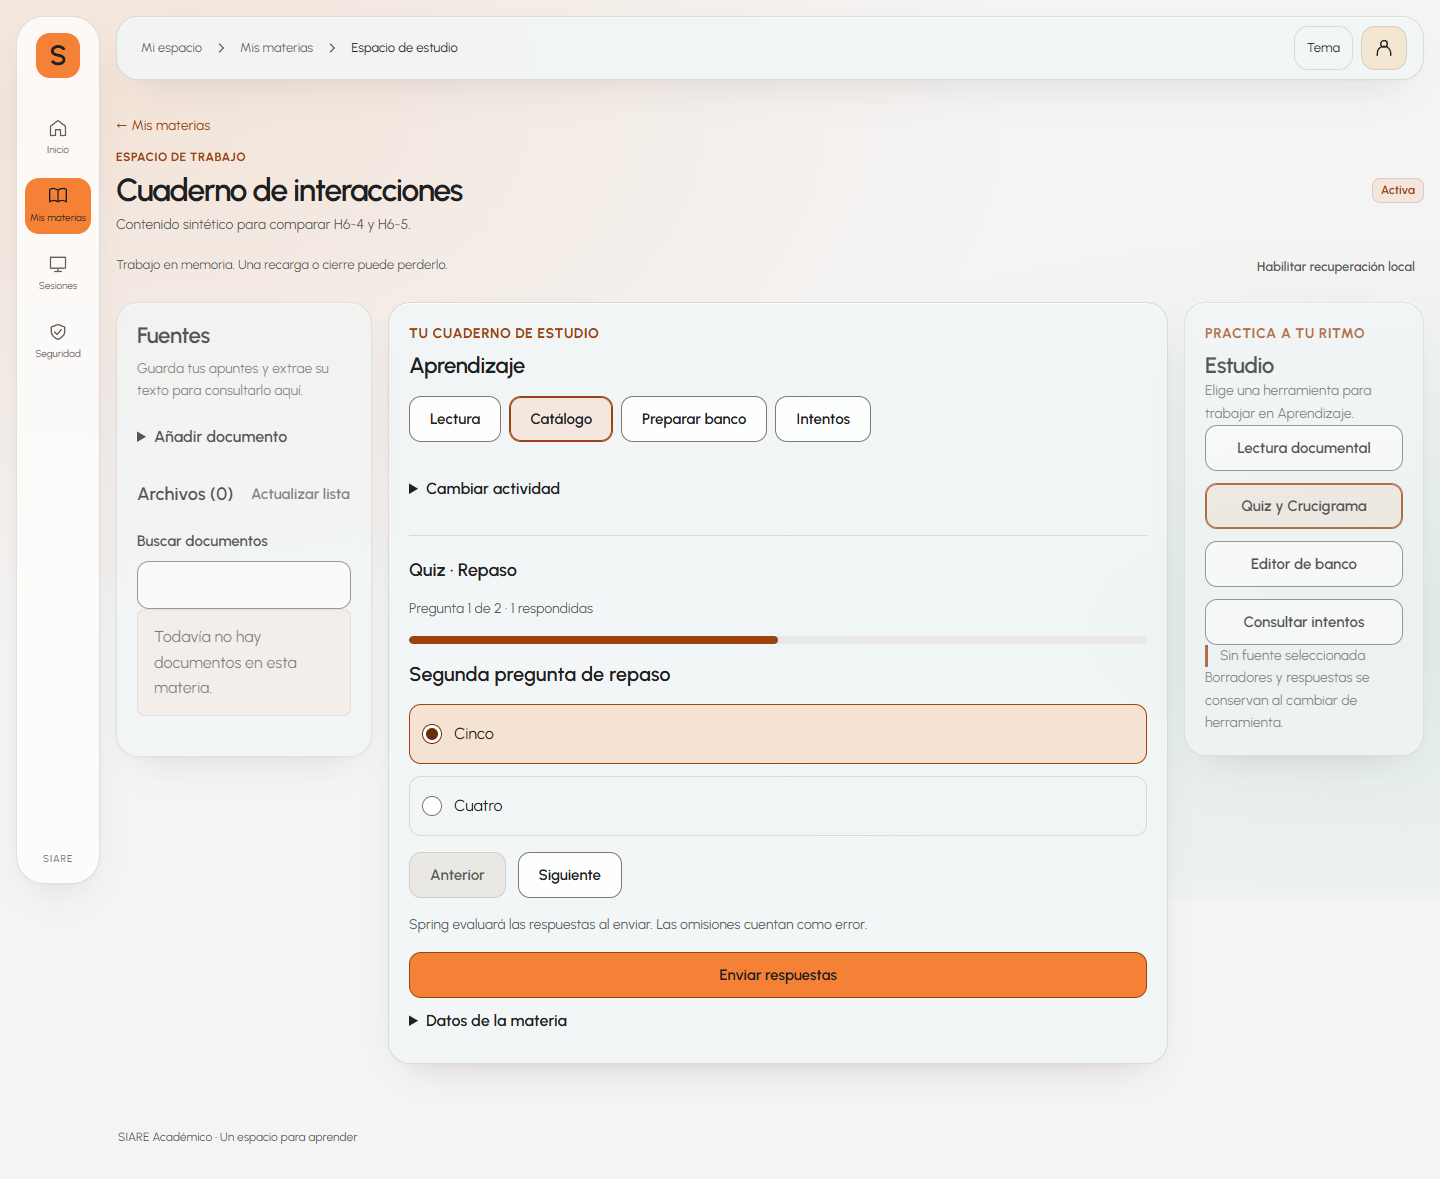 S
Inicio
Mis materias
Sesiones
Seguridad
SIARE
Mi espacio > Mis materias > Espacio de estudio
Tema
← Mis materias
ESPACIO DE TRABAJO
Cuaderno de interacciones
Activa
Contenido sintético para comparar H6-4 y H6-5.
Trabajo en memoria. Una recarga o cierre puede perderlo.
Habilitar recuperación local
Fuentes
Guarda tus apuntes y extrae su
texto para consultarlo aquí.
Añadir documento
Archivos (0) Actualizar lista
Buscar documentos
Todavía no hay
documentos en esta
materia.
TU CUADERNO DE ESTUDIO
Aprendizaje
Lectura Catálogo Preparar banco Intentos
Cambiar actividad
Quiz · Repaso
Pregunta 1 de 2 · 1 respondidas
Segunda pregunta de repaso
Cinco
Cuatro
Anterior Siguiente
Spring evaluará las respuestas al enviar. Las omisiones cuentan como error.
Enviar respuestas
Datos de la materia
PRACTICA A TU RITMO
Estudio
Elige una herramienta para
trabajar en Aprendizaje.
Lectura documental
Quiz y Crucigrama
Editor de banco
Consultar intentos
Sin fuente seleccionada
Borradores y respuestas se
conservan al cambiar de
herramienta.
SIARE Académico · Un espacio para aprender